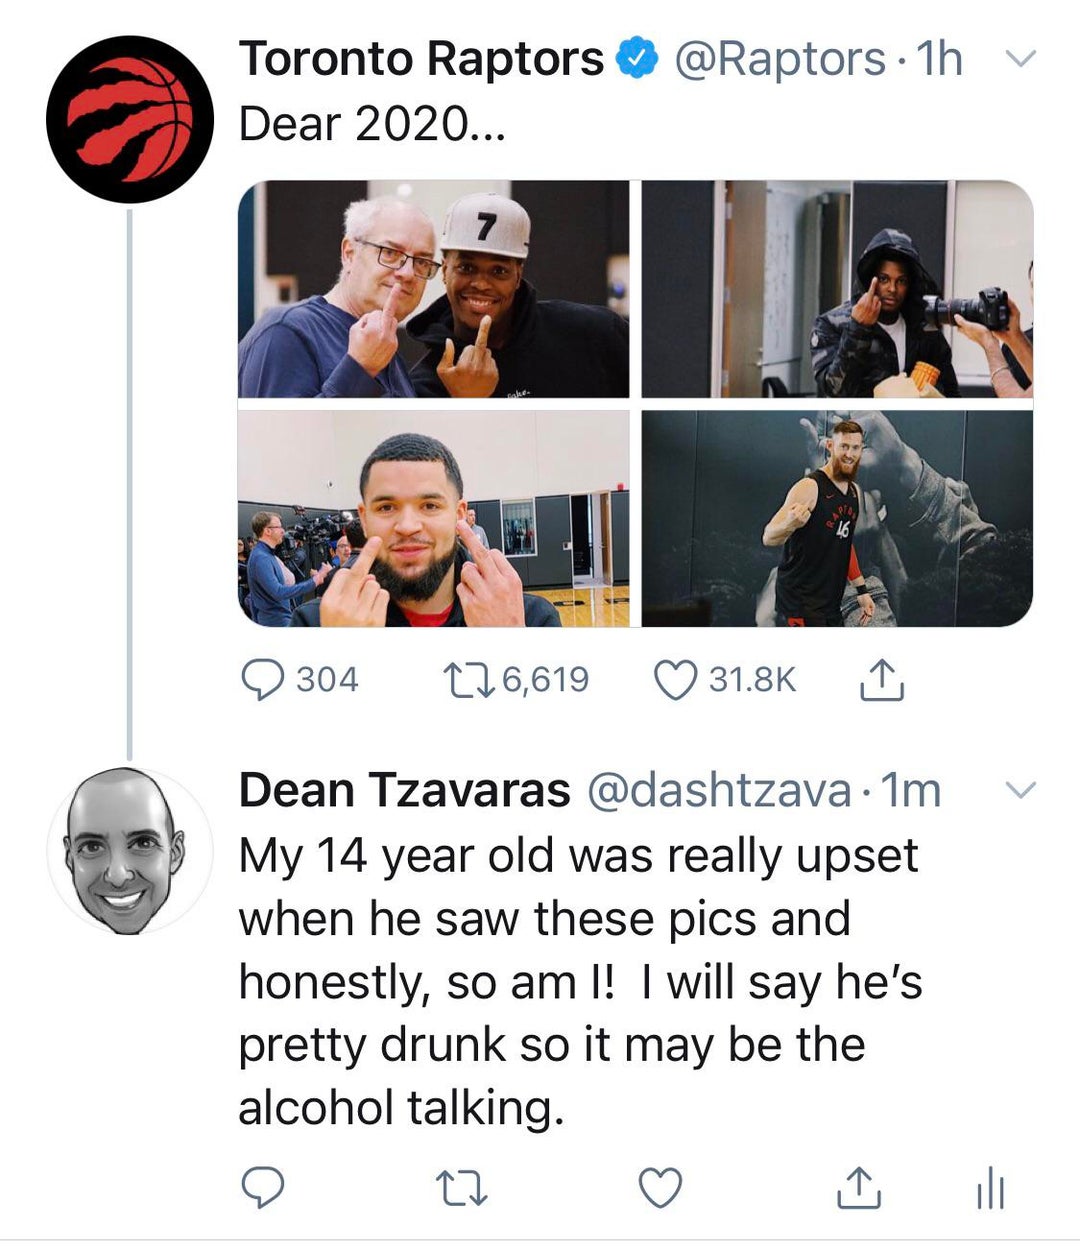 Toronto Raptors @Raptors · 1h
Dear 2020...
7
RAPTORS
46
304 6,619 31.8K
Dean Tzavaras @dashtzava · 1m
My 14 year old was really upset
when he saw these pics and
honestly, so am I! I will say he's
pretty drunk so it may be the
alcohol talking.